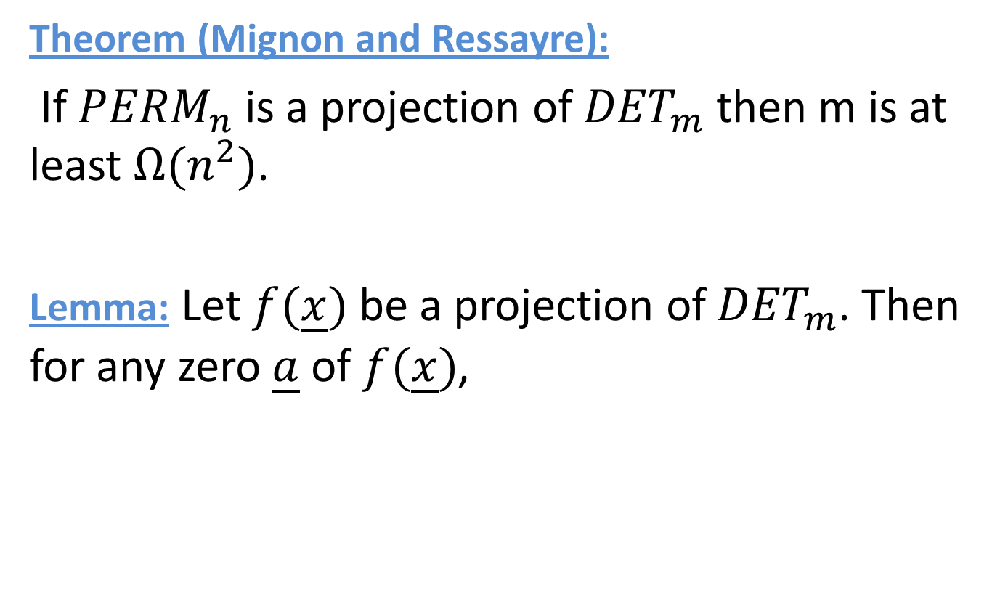 Theorem (Mignon and Ressayre):
If $PERM_n$ is a projection of $DET_m$ then m is at
least $\Omega(n^2)$.
Lemma: Let $f(\underline{x})$ be a projection of $DET_m$. Then
for any zero $\underline{a}$ of $f(\underline{x})$,